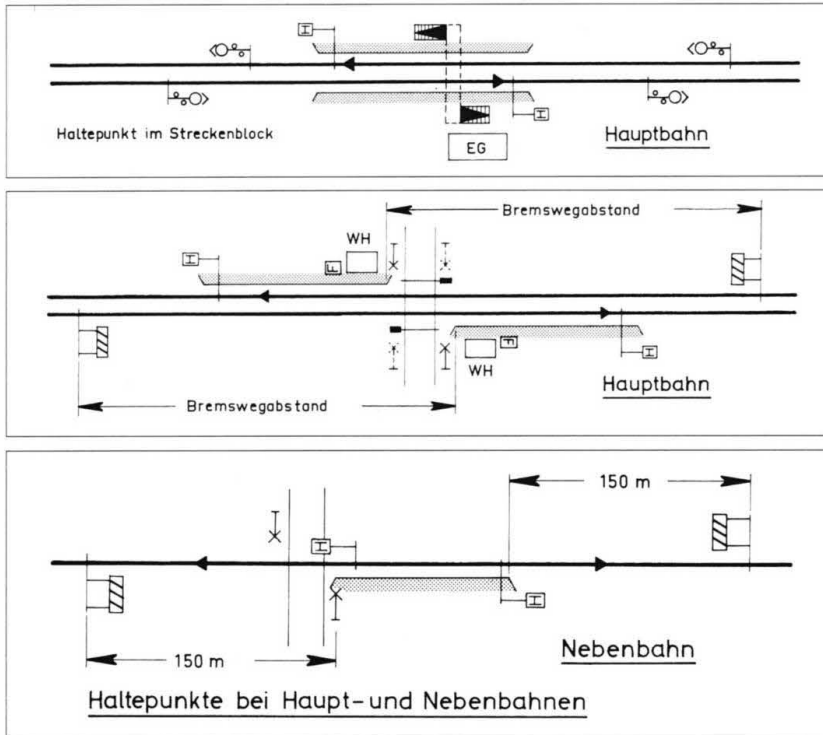 H
Haltepunkt im Streckenblock
H
EG
Hauptbahn
Bremswegabstand
WH
H
F
F
H
WH
Hauptbahn
Bremswegabstand
150 m
H
H
150 m
Nebenbahn
Haltepunkte bei Haupt- und Nebenbahnen